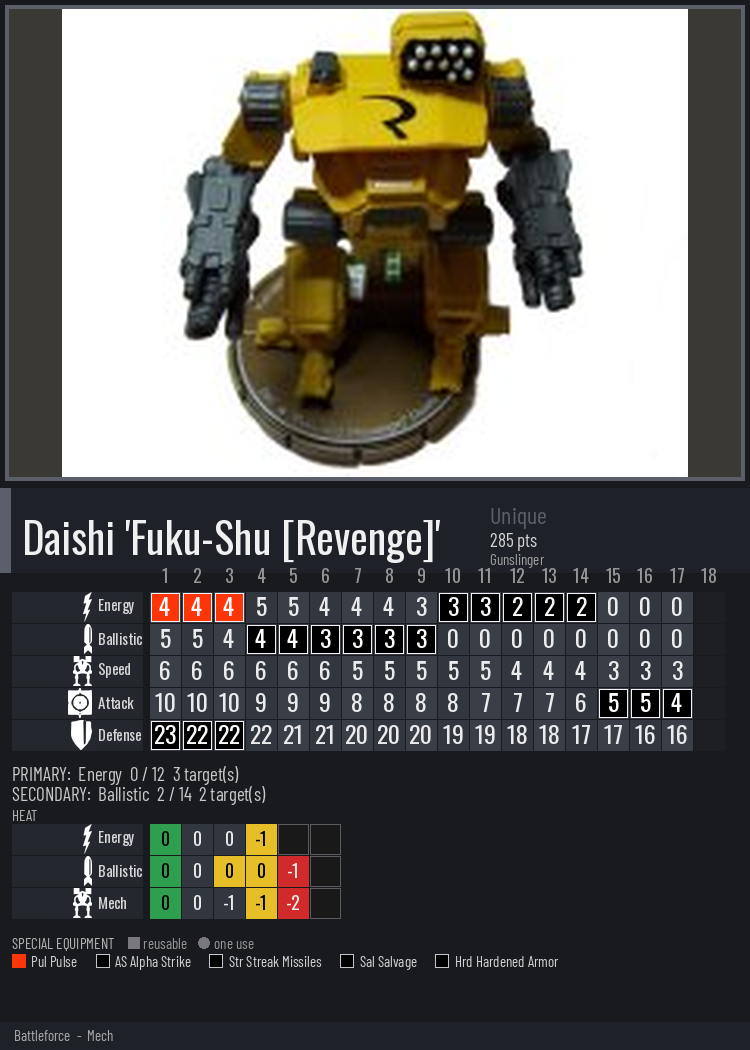 R
Daishi 'Fuku-Shu [Revenge]'
Unique
285 pts
Gunslinger
1 2 3 4 5 6 7 8 9 10 11 12 13 14 15 16 17 18
Energy 4 4 4 5 5 4 4 4 3 3 3 2 2 2 0 0 0
Ballistic 5 5 4 4 4 3 3 3 3 0 0 0 0 0 0 0 0
Speed 6 6 6 6 6 6 5 5 5 5 5 4 4 4 3 3 3
Attack 10 10 10 9 9 9 8 8 8 8 7 7 7 6 5 5 4
Defense 23 22 22 22 21 21 20 20 20 19 19 18 18 17 17 16 16
PRIMARY: Energy 0 / 12 3 target(s)
SECONDARY: Ballistic 2 / 14 2 target(s)
HEAT
Energy 0 0 0 -1
Ballistic 0 0 0 0 -1
Mech 0 0 -1 -1 -2
SPECIAL EQUIPMENT reusable one use
Pul Pulse AS Alpha Strike Str Streak Missiles Sal Salvage Hrd Hardened Armor
Battleforce - Mech